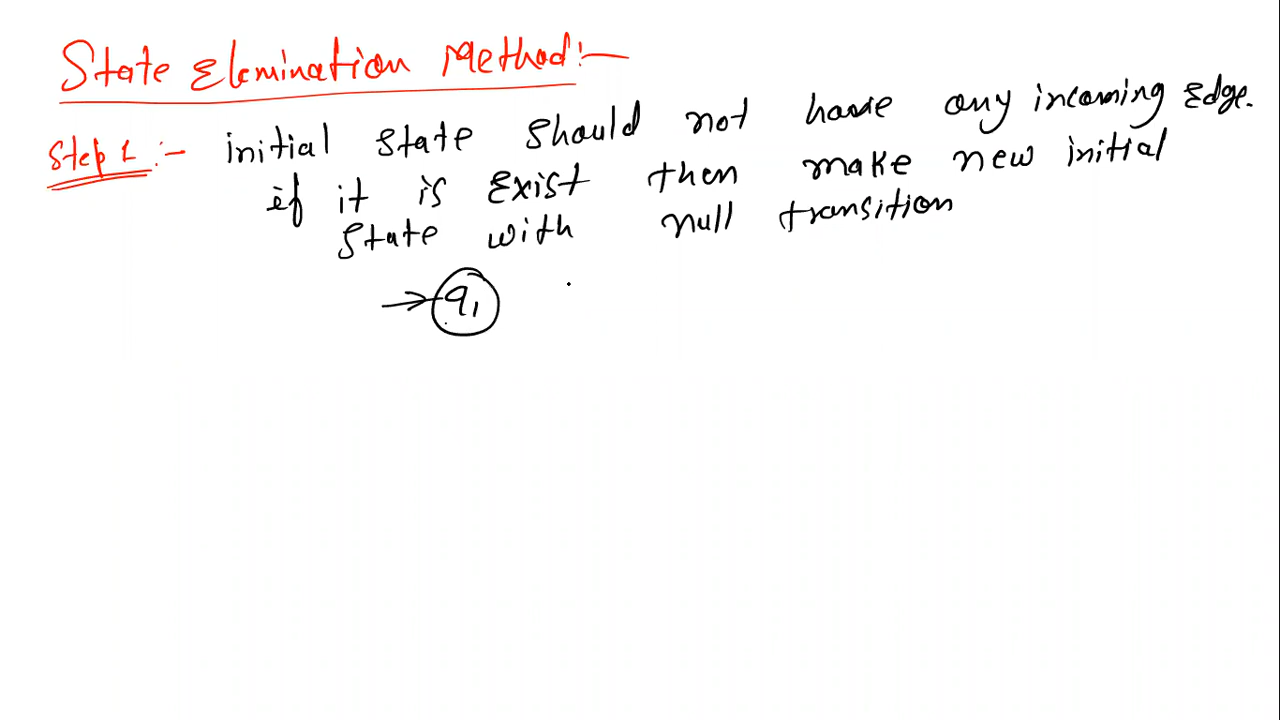 State Elemination Method:-
Step 1 :- initial state should not have any incoming Edge.
if it is Exist then make new initial
state with null transition
q1